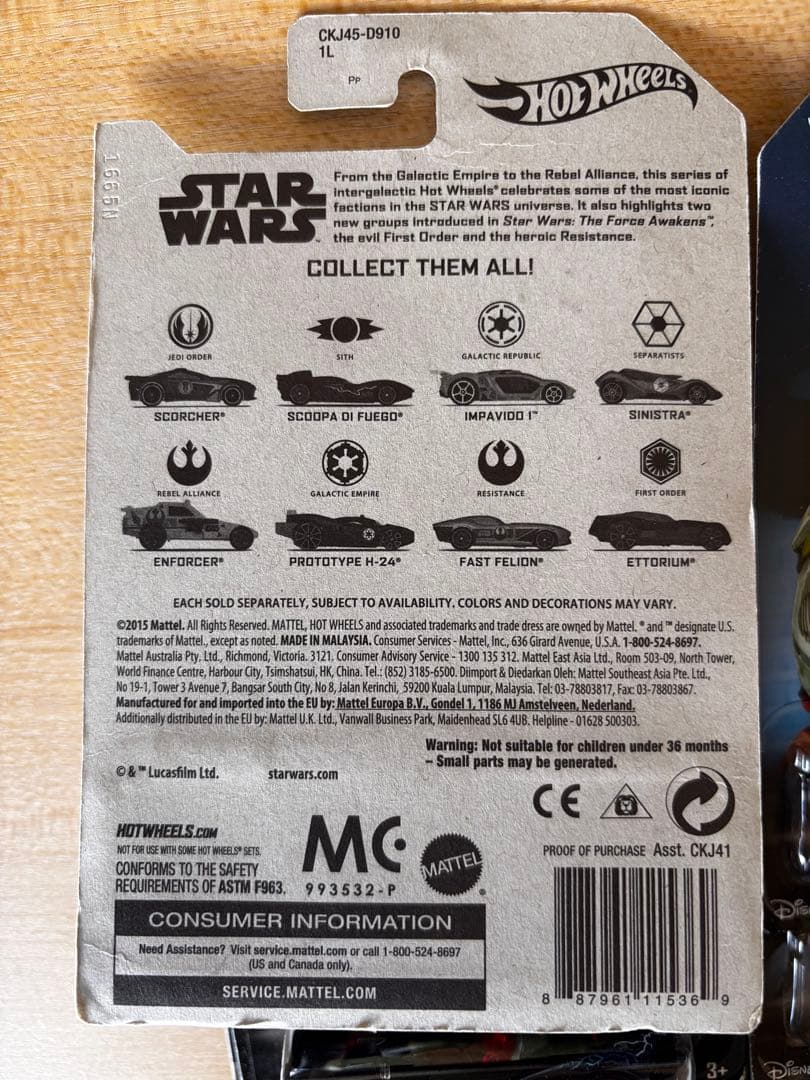 CKJ45-D910
1L
PP
HOT WHEELS
1665N
STAR WARS™
From the Galactic Empire to the Rebel Alliance, this series of
intergalactic Hot Wheels® celebrates some of the most iconic
factions in the STAR WARS universe. It also highlights two
new groups introduced in Star Wars: The Force Awakens™,
the evil First Order and the heroic Resistance.
COLLECT THEM ALL!
JEDI ORDER SITH GALACTIC REPUBLIC SEPARATISTS
SCORCHER® SCOOPA DI FUEGO® IMPAVIDO 1™ SINISTRA®
REBEL ALLIANCE GALACTIC EMPIRE RESISTANCE FIRST ORDER
ENFORCER® PROTOTYPE H-24® FAST FELION® ETTORIUM®
EACH SOLD SEPARATELY, SUBJECT TO AVAILABILITY. COLORS AND DECORATIONS MAY VARY.
©2015 Mattel. All Rights Reserved. MATTEL, HOT WHEELS and associated trademarks and trade dress are owned by Mattel. ® and ™ designate U.S.
trademarks of Mattel., except as noted. MADE IN MALAYSIA. Consumer Services - Mattel, Inc., 636 Girard Avenue, U.S.A. 1-800-524-8697.
Mattel Australia Pty. Ltd., Richmond, Victoria. 3121. Consumer Advisory Service - 1300 135 312. Mattel East Asia Ltd., Room 503-09, North Tower,
World Finance Centre, Harbour City, Tsimshatsui, HK, China. Tel.: (852) 3185-6500. Diimport & Diedarkan Oleh: Mattel Southeast Asia Pte. Ltd.,
No 19-1, Tower 3 Avenue 7, Bangsar South City, No 8, Jalan Kerinchi, 59200 Kuala Lumpur, Malaysia. Tel: 03-78803817, Fax: 03-78803867.
Manufactured for and imported into the EU by: Mattel Europa B.V., Gondel 1, 1186 MJ Amstelveen, Nederland.
Additionally distributed in the EU by: Mattel U.K. Ltd., Vanwall Business Park, Maidenhead SL6 4UB. Helpline - 01628 500303.
Warning: Not suitable for children under 36 months
– Small parts may be generated.
© & ™ Lucasfilm Ltd. starwars.com
CE
HOTWHEELS.COM
NOT FOR USE WITH SOME HOT WHEELS® SETS.
CONFORMS TO THE SAFETY
REQUIREMENTS OF ASTM F963.
MC
993532-P
MATTEL®
PROOF OF PURCHASE Asst. CKJ41
CONSUMER INFORMATION
Need Assistance? Visit service.mattel.com or call 1-800-524-8697
(US and Canada only).
SERVICE.MATTEL.COM
8 87961 11536 9
3+